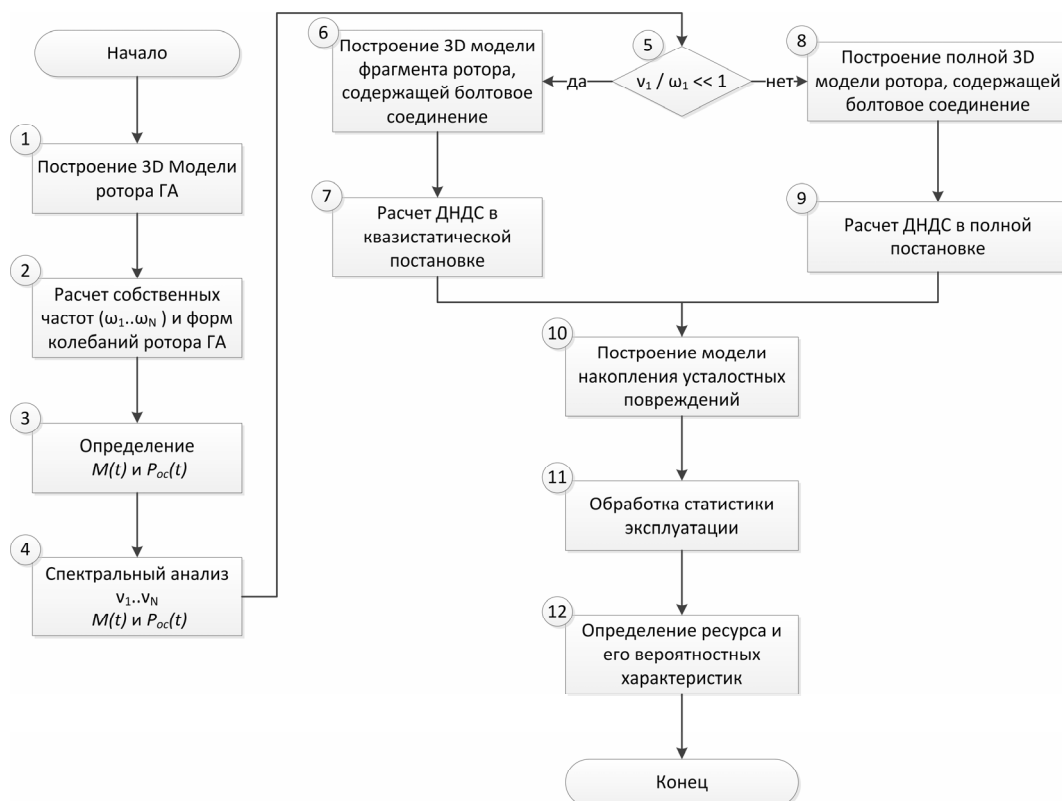 Начало
1
Построение 3D Модели
ротора ГА
2
Расчет собственных
частот (ω₁..ωN ) и форм
колебаний ротора ГА
3
Определение
M(t) и Poc(t)
4
Спектральный анализ
ν₁..νN
M(t) и Poc(t)
5
ν₁ / ω₁ << 1
да
нет
6
Построение 3D модели
фрагмента ротора,
содержащей болтовое
соединение
7
Расчет ДНДС в
квазистатической
постановке
8
Построение полной 3D
модели ротора, содержащей
болтовое соединение
9
Расчет ДНДС в полной
постановке
10
Построение модели
накопления усталостных
повреждений
11
Обработка статистики
эксплуатации
12
Определение ресурса и
его вероятностных
характеристик
Конец